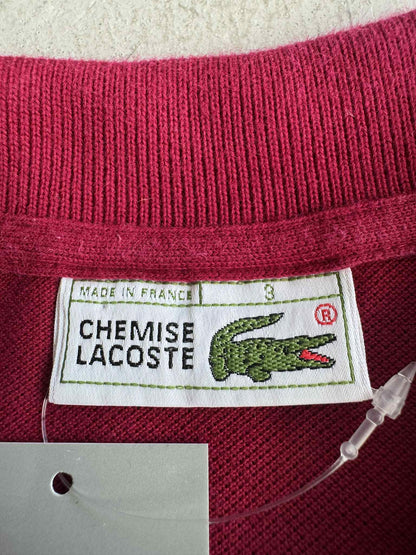 MADE IN FRANCE 3
CHEMISE
LACOSTE ®